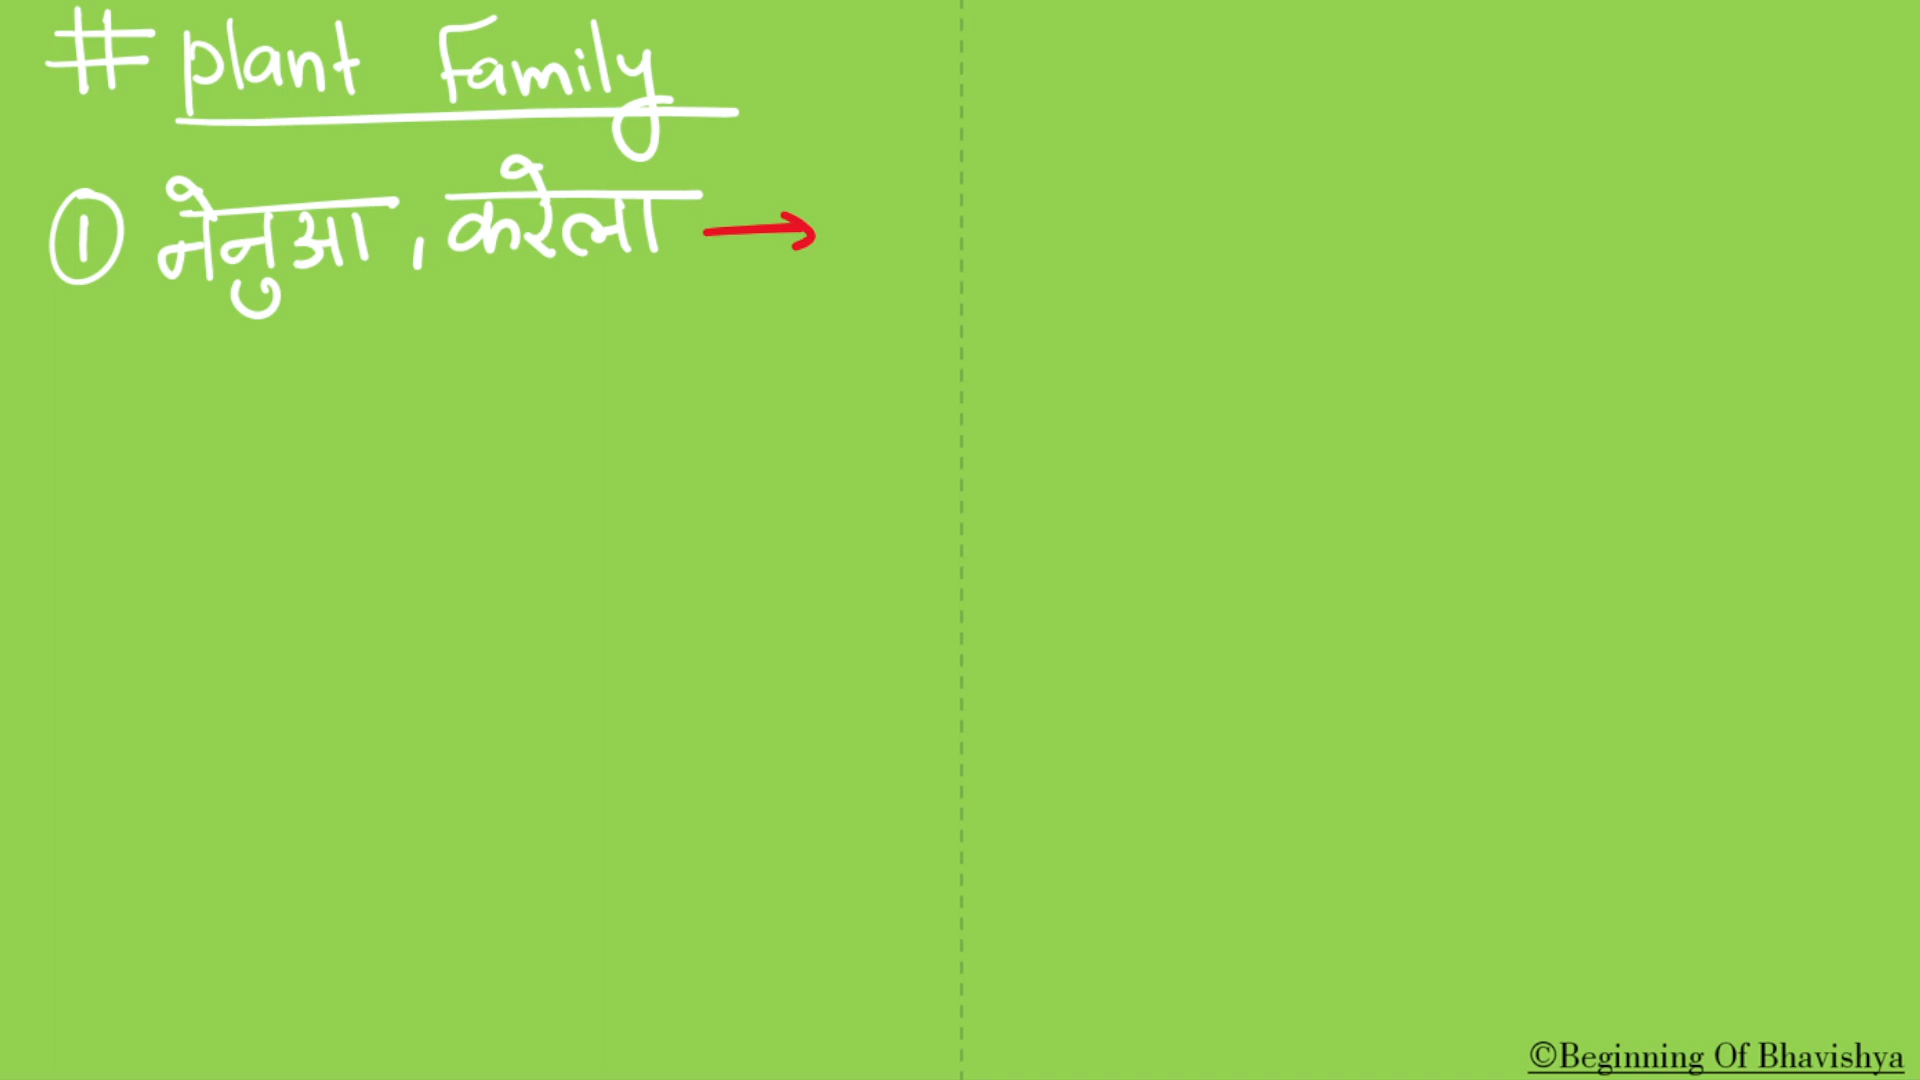 # plant Family
① नेनुआ, करेला →
©Beginning Of Bhavishya